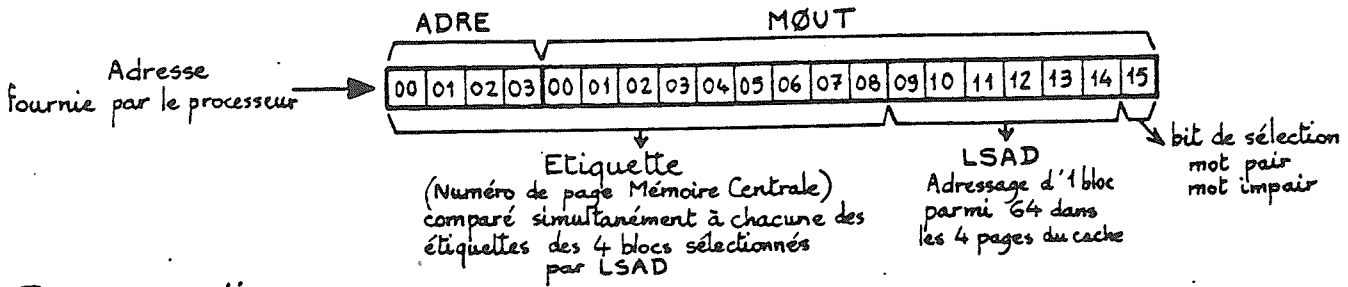 ADRE MØUT
Adresse
fournie par le processeur
00 01 02 03 00 01 02 03 04 05 06 07 08 09 10 11 12 13 14 15
Etiquette
(Numéro de page Mémoire Centrale)
comparé simultanément à chacune des
étiquettes des 4 blocs sélectionnés
par LSAD
LSAD
Adressage d'1 bloc
parmi 64 dans
les 4 pages du cache
bit de sélection
mot pair
mot impair